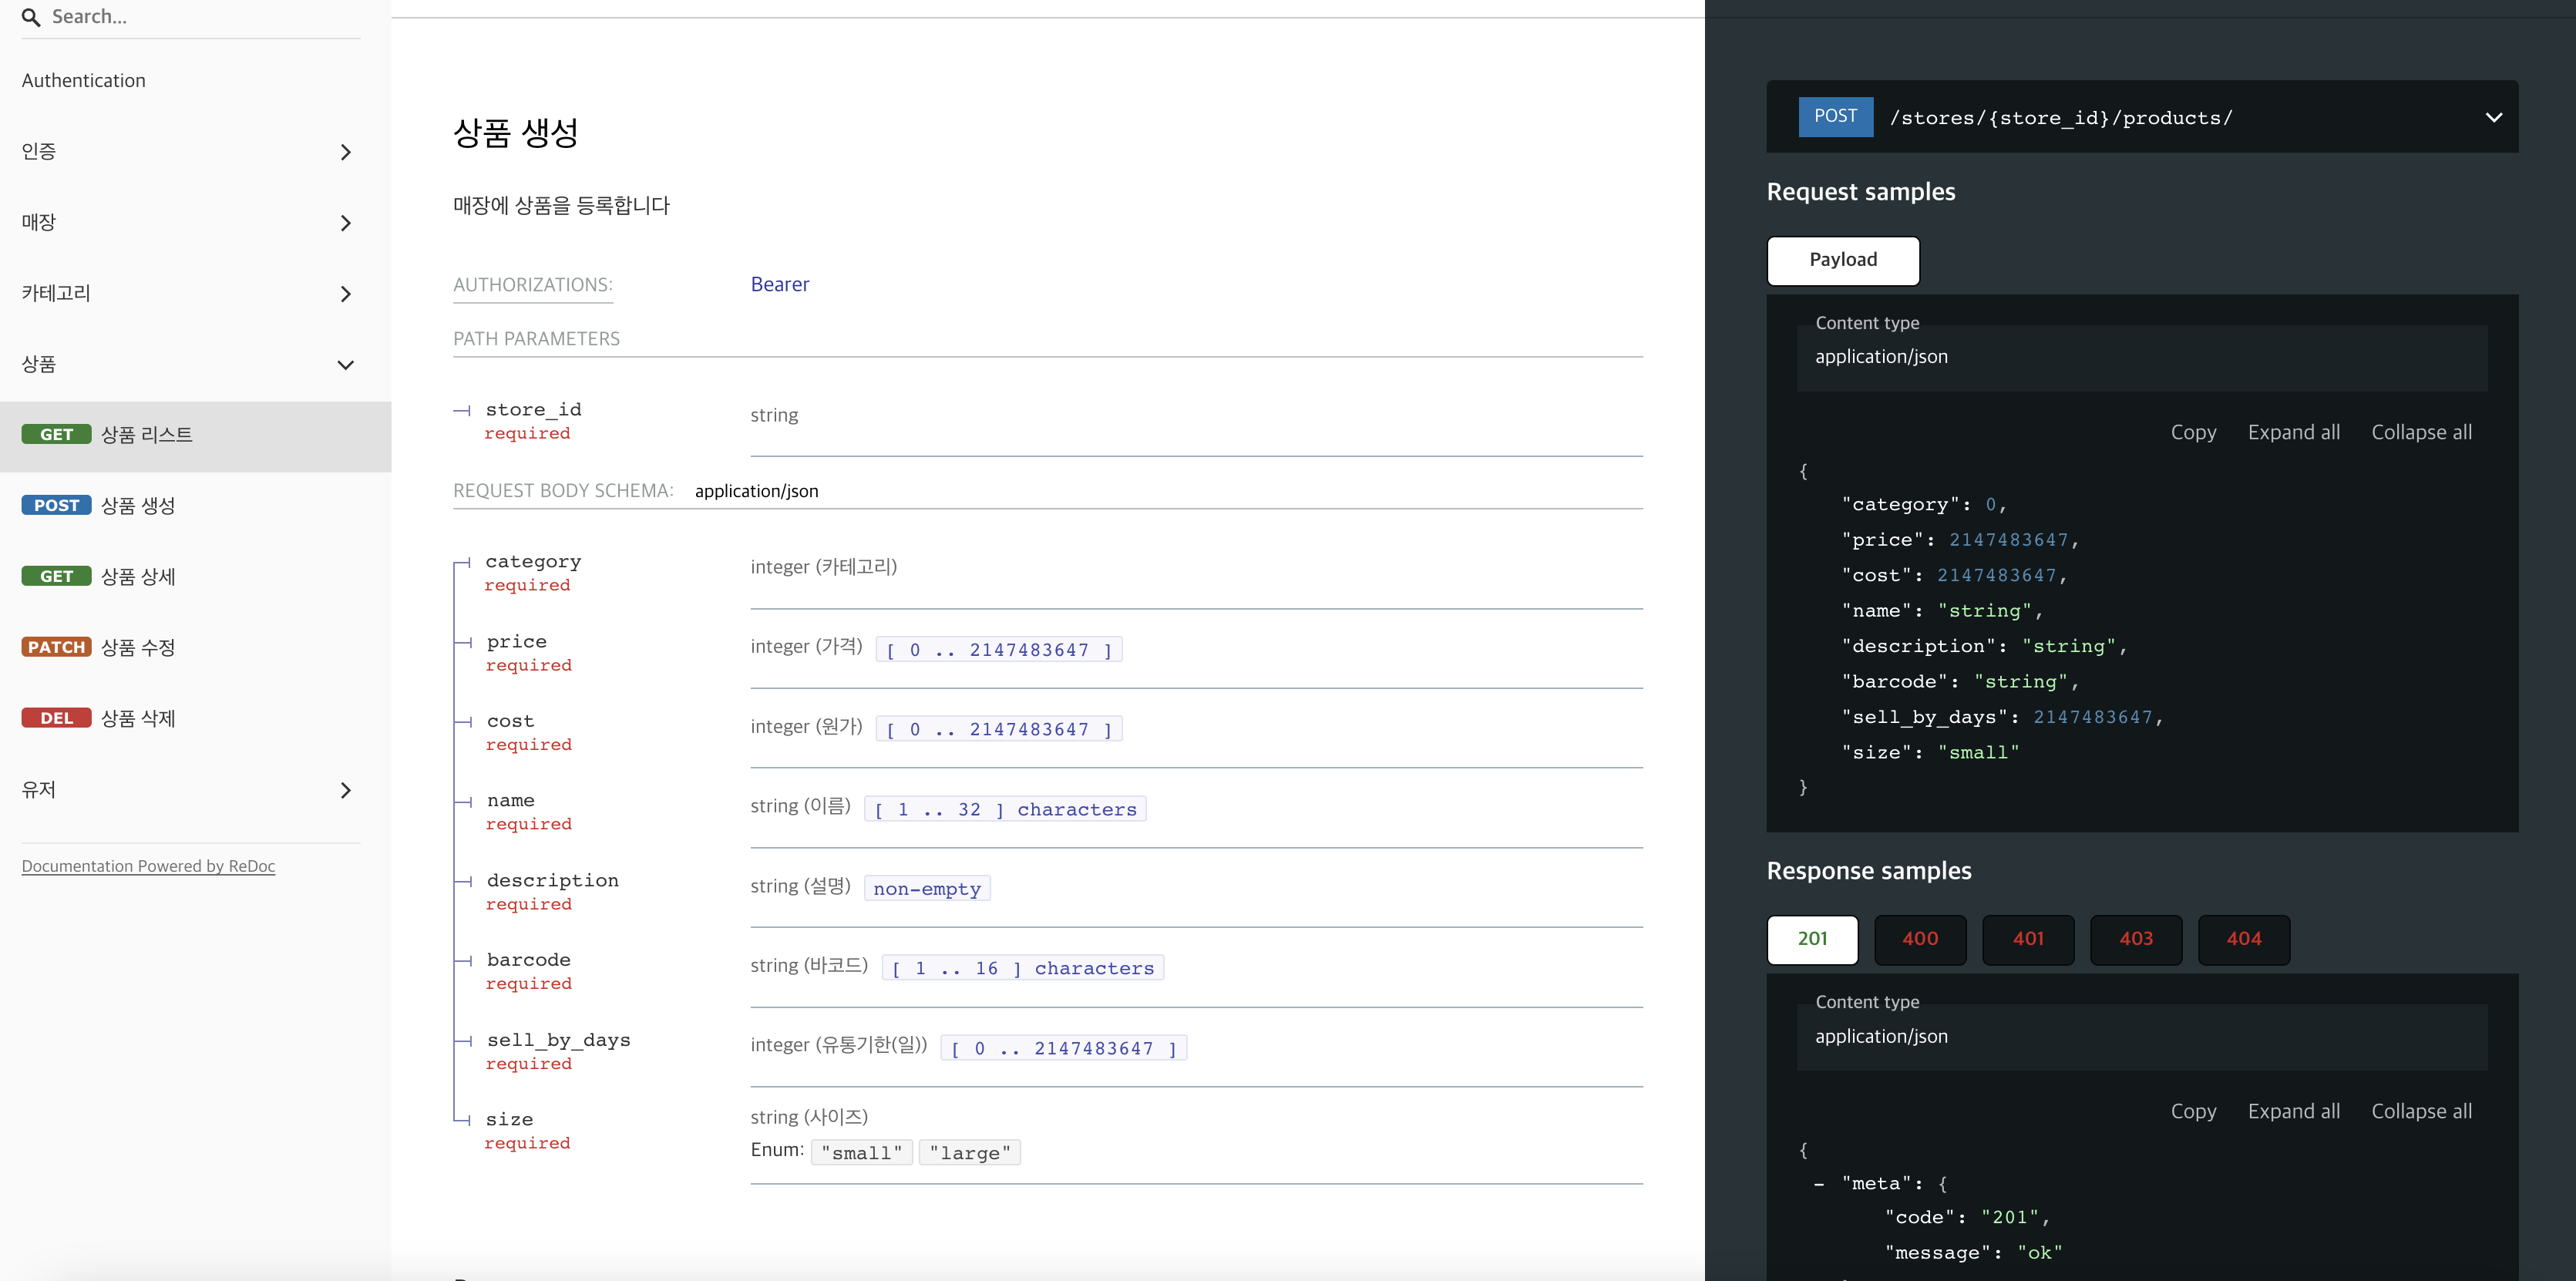 Search...
Authentication
인증
매장
카테고리
상품
GET 상품 리스트
POST 상품 생성
GET 상품 상세
PATCH 상품 수정
DEL 상품 삭제
유저
Documentation Powered by ReDoc
상품 생성
매장에 상품을 등록합니다
AUTHORIZATIONS: Bearer
PATH PARAMETERS
store_id string
required
REQUEST BODY SCHEMA: application/json
category integer (카테고리)
required
price integer (가격) [ 0 .. 2147483647 ]
required
cost integer (원가) [ 0 .. 2147483647 ]
required
name string (이름) [ 1 .. 32 ] characters
required
description string (설명) non-empty
required
barcode string (바코드) [ 1 .. 16 ] characters
required
sell_by_days integer (유통기한(일)) [ 0 .. 2147483647 ]
required
size string (사이즈)
required Enum: "small" "large"
POST /stores/{store_id}/products/
Request samples
Payload
Content type
application/json
Copy Expand all Collapse all
{
"category": 0,
"price": 2147483647,
"cost": 2147483647,
"name": "string",
"description": "string",
"barcode": "string",
"sell_by_days": 2147483647,
"size": "small"
}
Response samples
201 400 401 403 404
Content type
application/json
Copy Expand all Collapse all
{
- "meta": {
"code": "201",
"message": "ok"